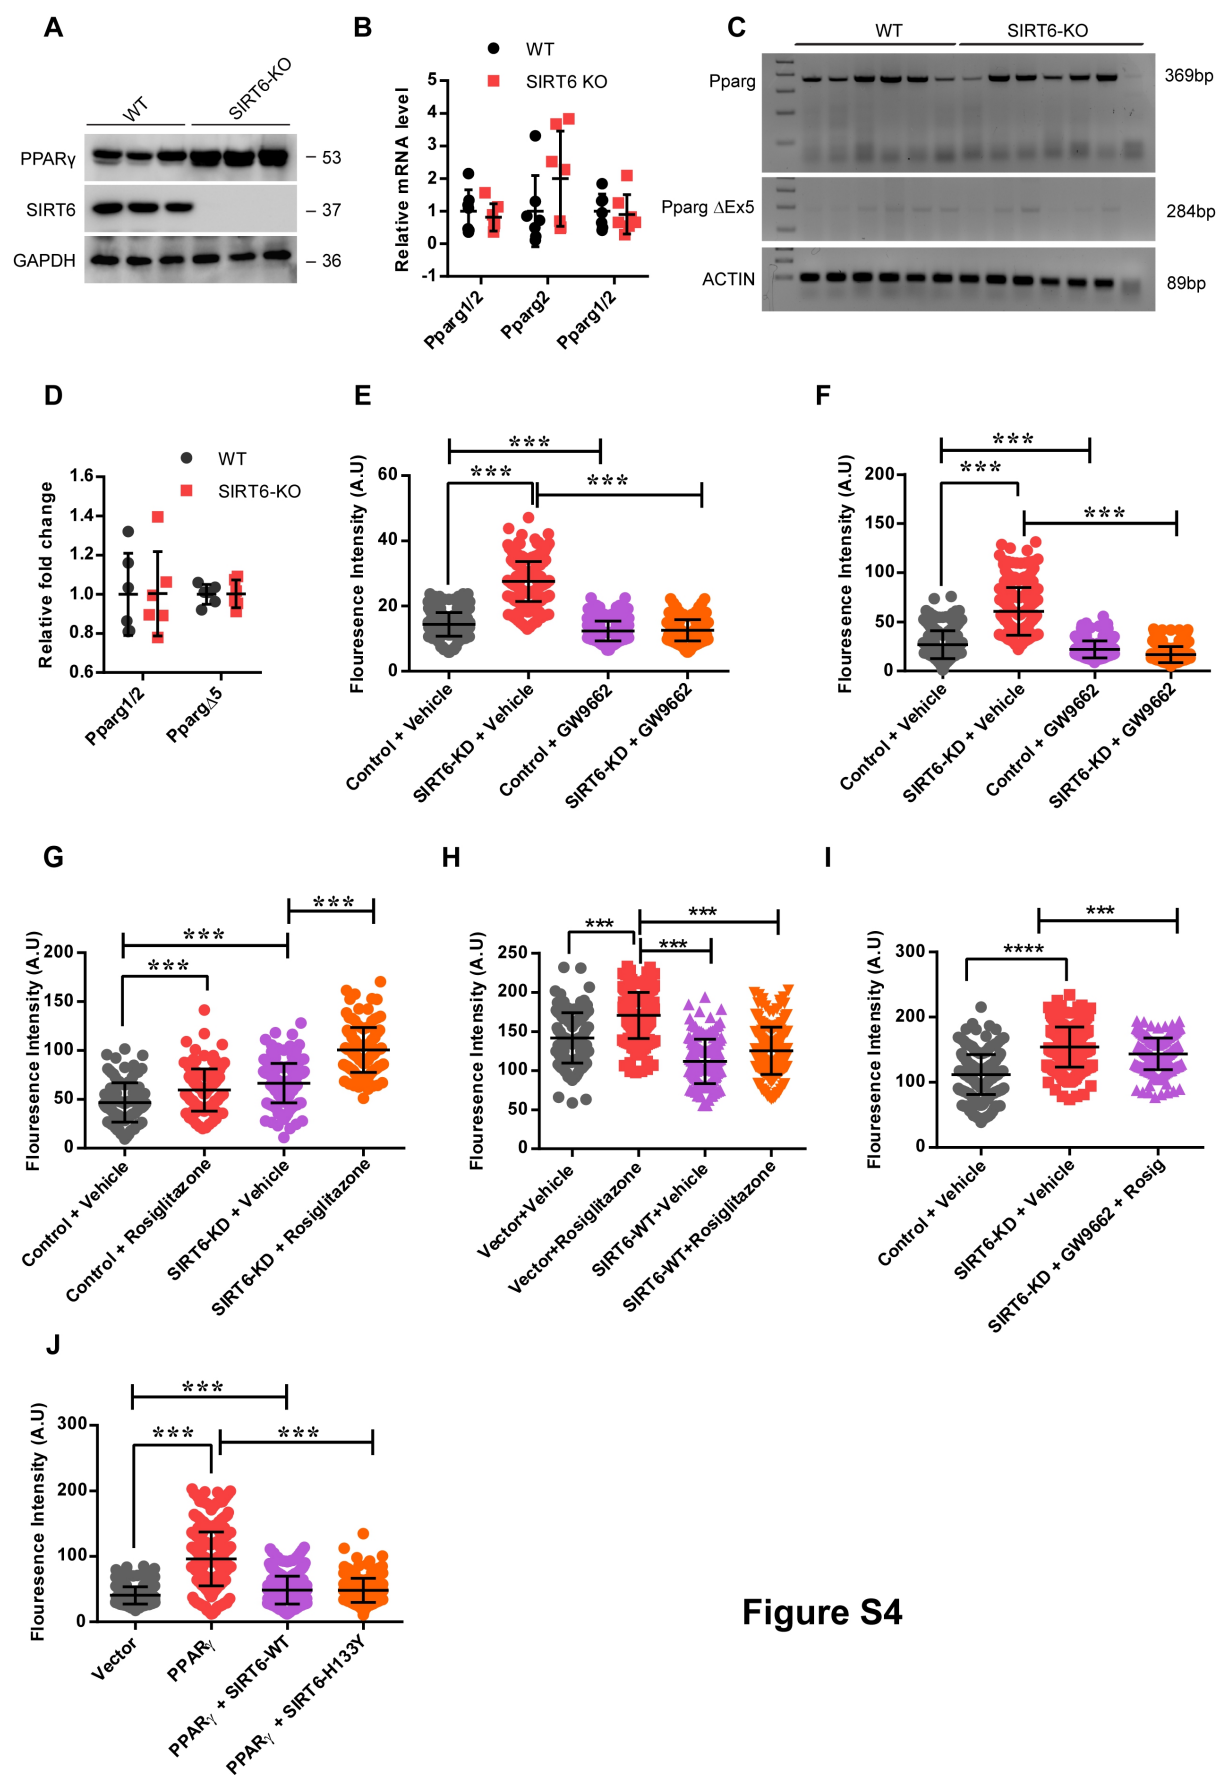 A
WT
SIRT6-KO
PPARγ
– 53
SIRT6
– 37
GAPDH
– 36
B
WT
SIRT6 KO
Relative mRNA level
5
4
3
2
1
0
-1
Pparg1/2
Pparg2
Pparg1/2
C
WT
SIRT6-KO
Pparg
369bp
Pparg ΔEx5
284bp
ACTIN
89bp
D
WT
SIRT6-KO
Relative fold change
1.6
1.4
1.2
1.0
0.8
0.6
Pparg1/2
PpargΔ5
E
***
***
***
Flouresence Intensity (A.U)
60
40
20
0
Control + Vehicle
SIRT6-KD + Vehicle
Control + GW9662
SIRT6-KD + GW9662
F
***
***
***
Flouresence Intensity (A.U)
200
150
100
50
0
Control + Vehicle
SIRT6-KD + Vehicle
Control + GW9662
SIRT6-KD + GW9662
G
***
***
***
Flouresence Intensity (A.U)
200
150
100
50
0
Control + Vehicle
Control + Rosiglitazone
SIRT6-KD + Vehicle
SIRT6-KD + Rosiglitazone
H
***
***
***
Flouresence Intensity (A.U)
250
200
150
100
50
0
Vector+Vehicle
Vector+Rosiglitazone
SIRT6-WT+Vehicle
SIRT6-WT+Rosiglitazone
I
***
****
Flouresence Intensity (A.U)
300
200
100
0
Control + Vehicle
SIRT6-KD + Vehicle
SIRT6-KD + GW9662 + Rosig
J
***
***
***
Flouresence Intensity (A.U)
300
200
100
0
Vector
PPARγ
PPARγ + SIRT6-WT
PPARγ + SIRT6-H133Y
Figure S4